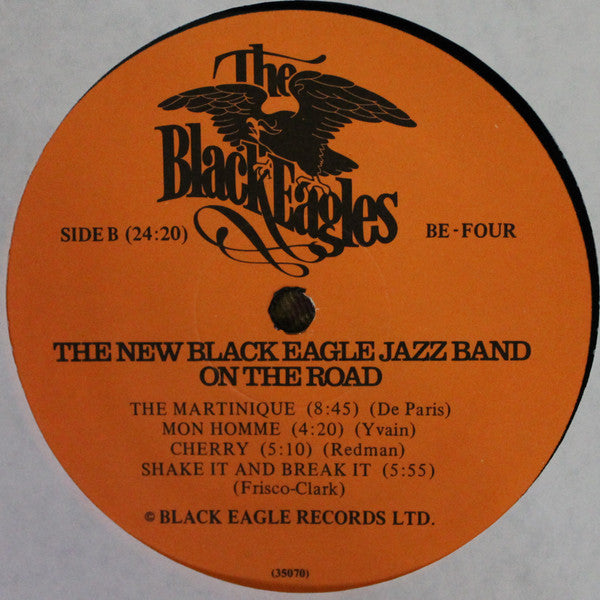 The
Black Eagles
SIDE B (24:20)
BE-FOUR
THE NEW BLACK EAGLE JAZZ BAND
ON THE ROAD
THE MARTINIQUE (8:45) (De Paris)
MON HOMME (4:20) (Yvain)
CHERRY (5:10) (Redman)
SHAKE IT AND BREAK IT (5:55)
(Frisco-Clark)
© BLACK EAGLE RECORDS LTD.
(35070)